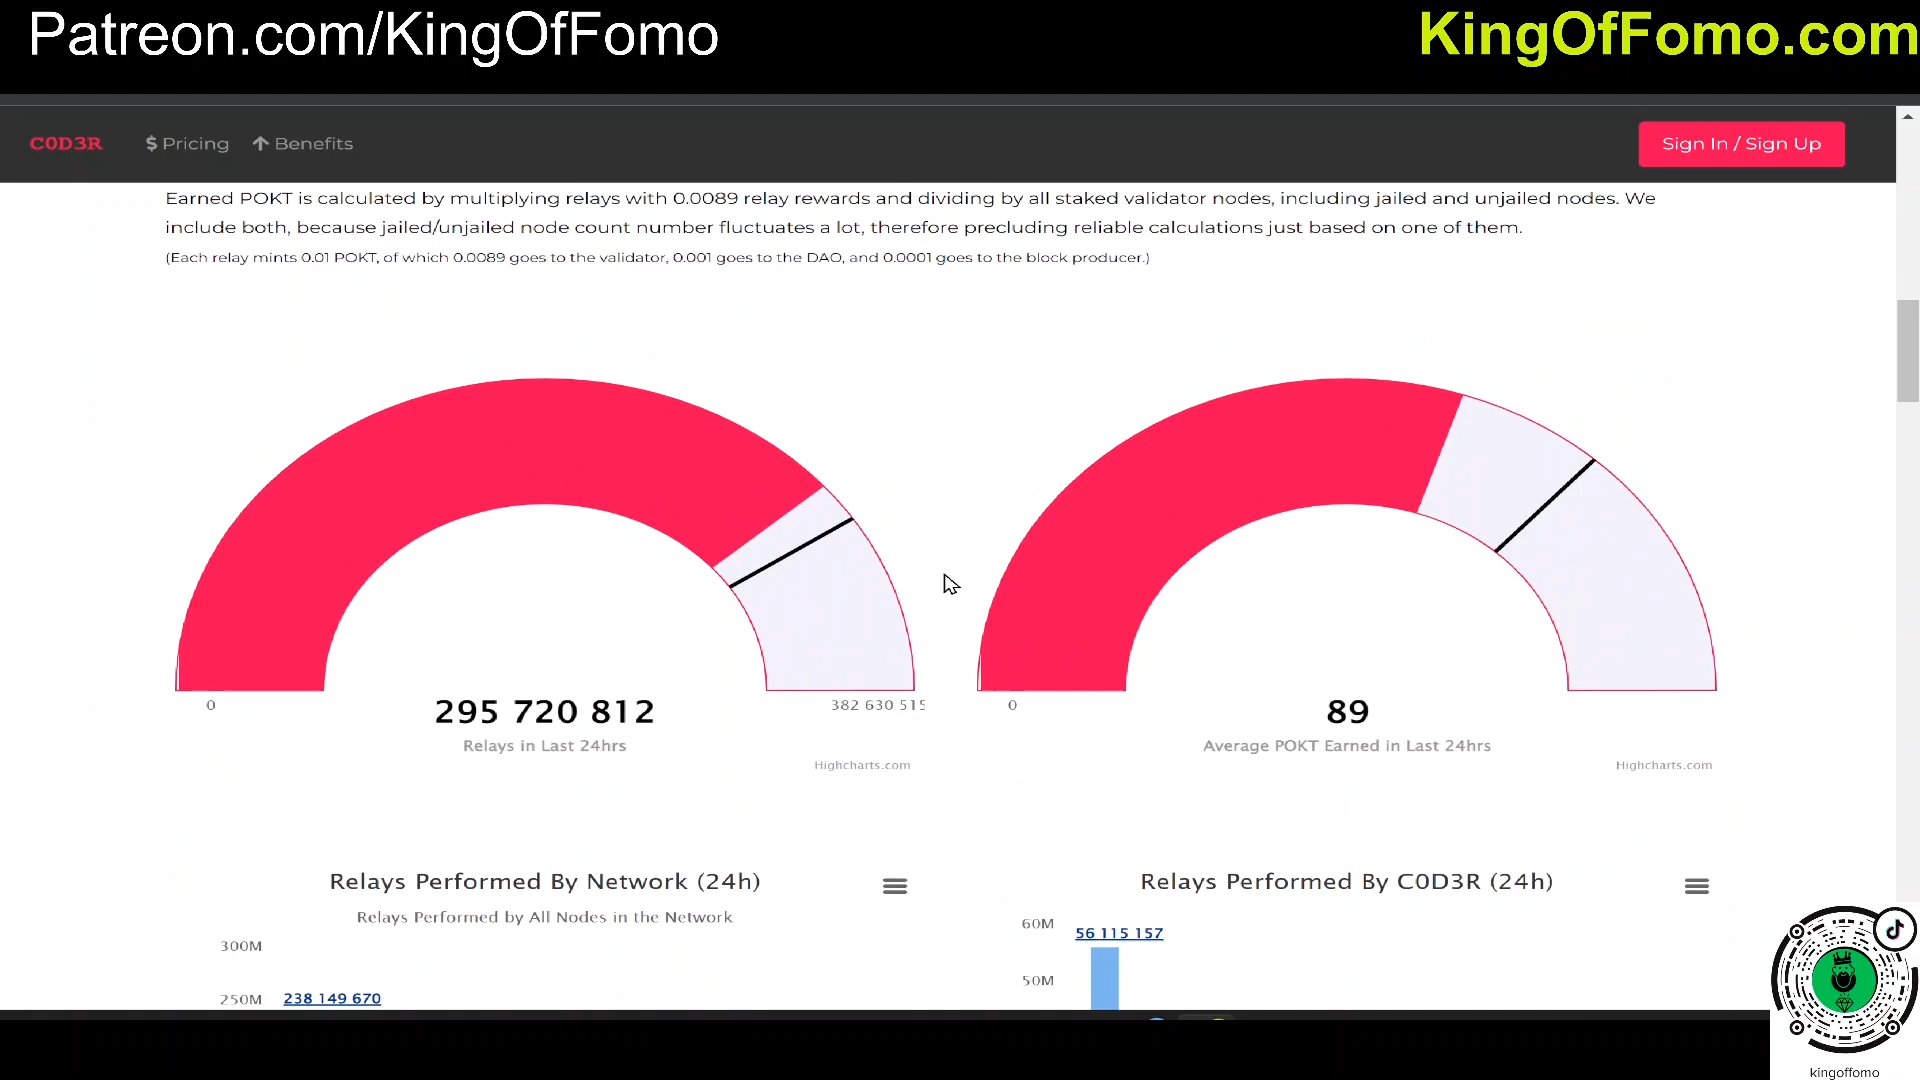 Patreon.com/KingOfFomo
KingOfFomo.com
C0D3R
$ Pricing
Benefits
Sign In / Sign Up
Earned POKT is calculated by multiplying relays with 0.0089 relay rewards and dividing by all staked validator nodes, including jailed and unjailed nodes. We
include both, because jailed/unjailed node count number fluctuates a lot, therefore precluding reliable calculations just based on one of them.
(Each relay mints 0.01 POKT, of which 0.0089 goes to the validator, 0.001 goes to the DAO, and 0.0001 goes to the block producer.)
0
295 720 812
382 630 515
Relays in Last 24hrs
Highcharts.com
0
89
Average POKT Earned in Last 24hrs
Highcharts.com
Relays Performed By Network (24h)
Relays Performed by All Nodes in the Network
300M
250M
238 149 670
Relays Performed By C0D3R (24h)
60M
56 115 157
50M
kingoffomo